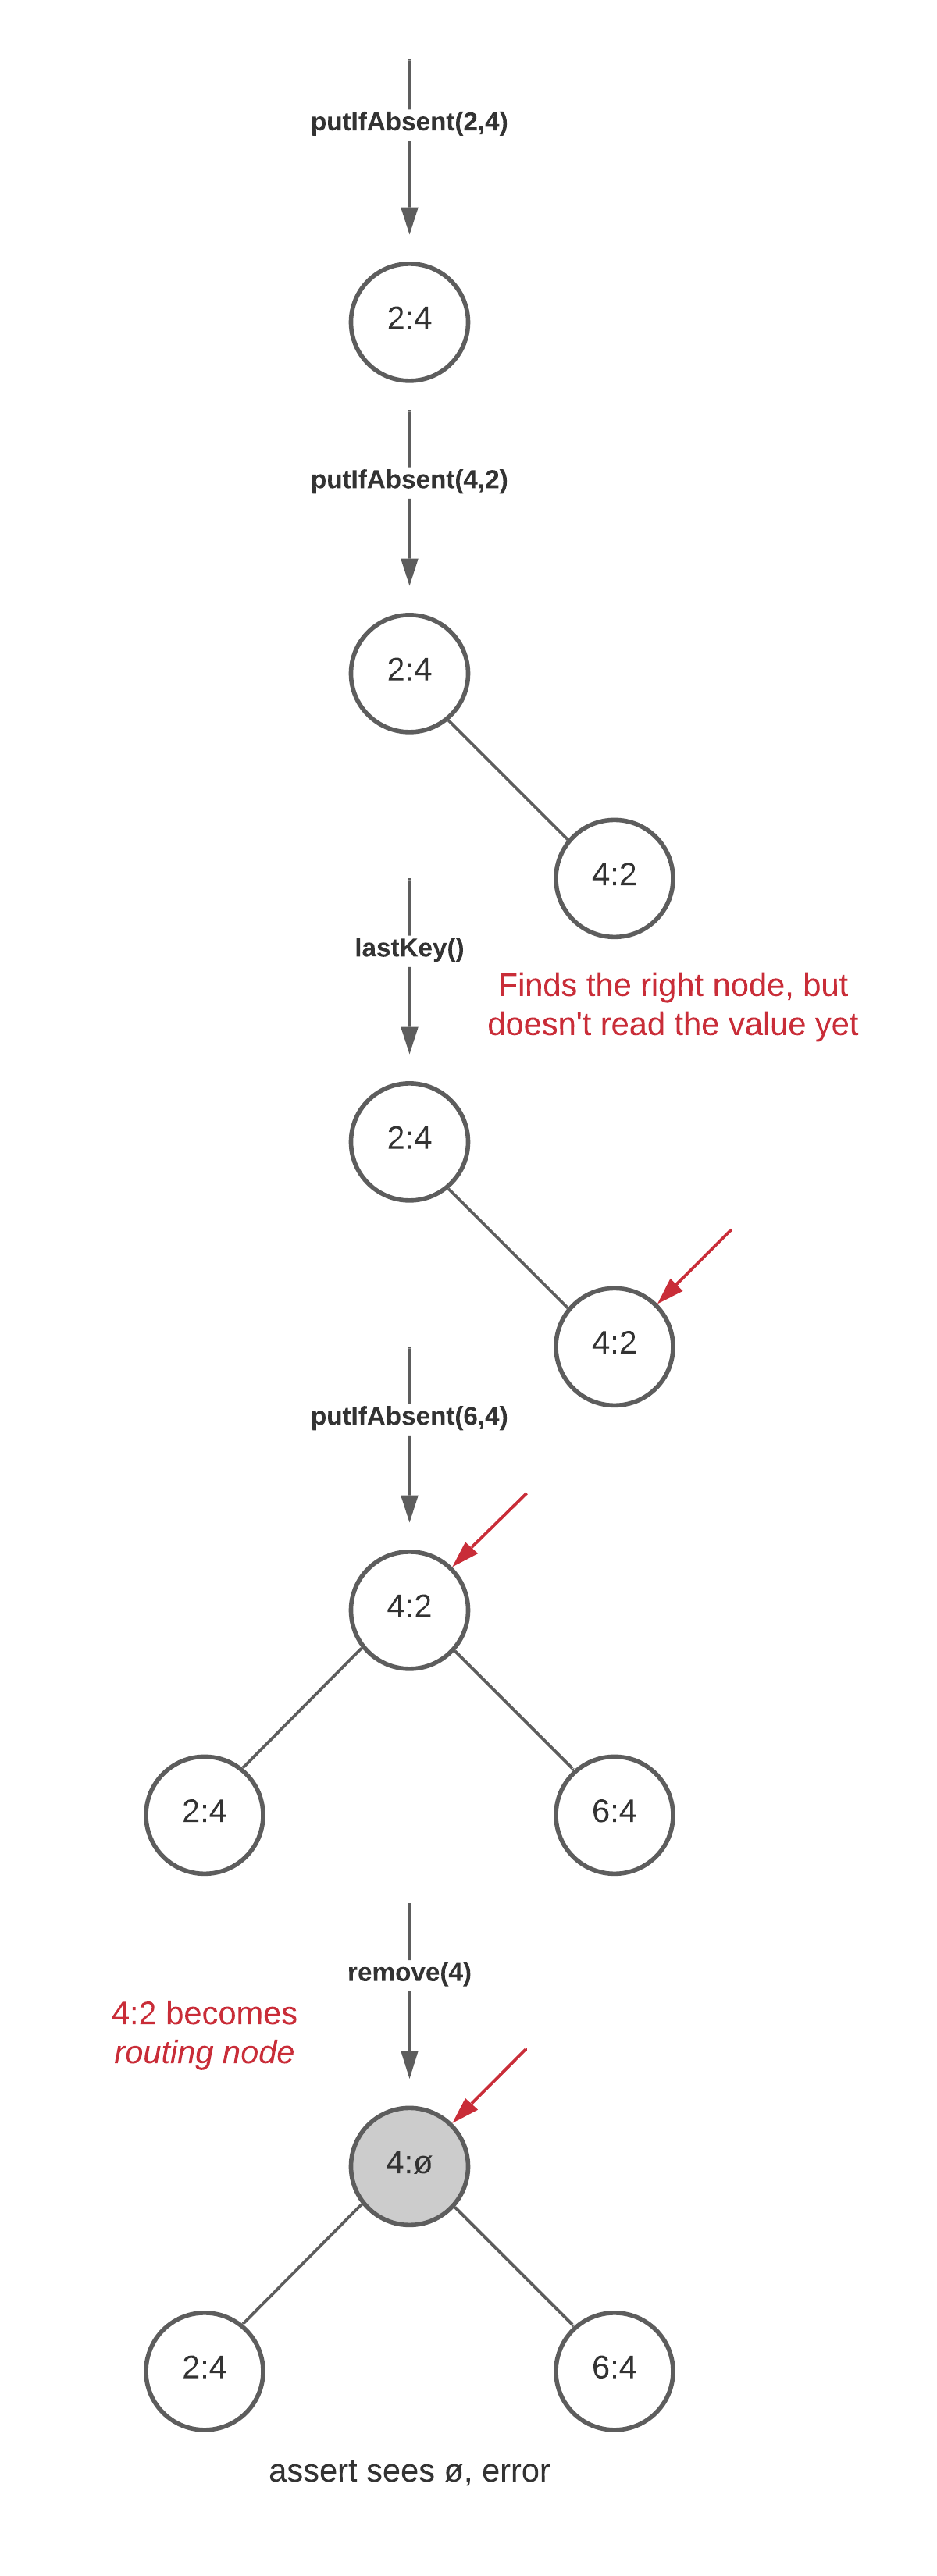 putIfAbsent(2,4)
2:4
putIfAbsent(4,2)
2:4
4:2
lastKey()
Finds the right node, but
doesn't read the value yet
2:4
4:2
putIfAbsent(6,4)
4:2
2:4
6:4
remove(4)
4:2 becomes
routing node
4:ø
2:4
6:4
assert sees ø, error